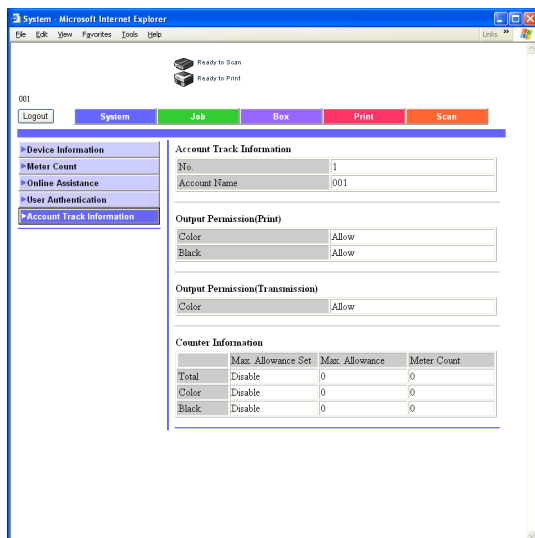 System - Microsoft Internet Explorer
File Edit View Favorites Tools Help
Links »
Ready to Scan
Ready to Print
001
Logout System Job Box Print Scan
Device Information
Meter Count
Online Assistance
User Authentication
Account Track Information
Account Track Information
No. 1
Account Name 001
Output Permission(Print)
Color Allow
Black Allow
Output Permission(Transmission)
Color Allow
Counter Information
Max. Allowance Set Max. Allowance Meter Count
Total Disable 0 0
Color Disable 0 0
Black Disable 0 0